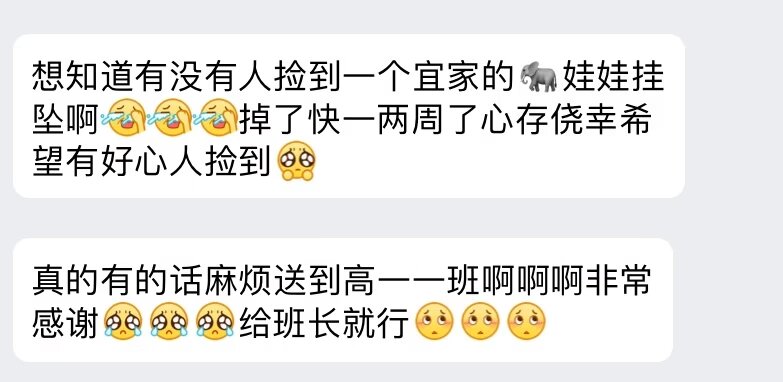 想知道有没有人捡到一个宜家的🐘娃娃挂
坠啊😭😭😭掉了快一两周了心存侥幸希
望有好心人捡到🥹
真的有的话麻烦送到高一一班啊啊啊非常
感谢😭😭😭给班长就行🥺🥺🥺